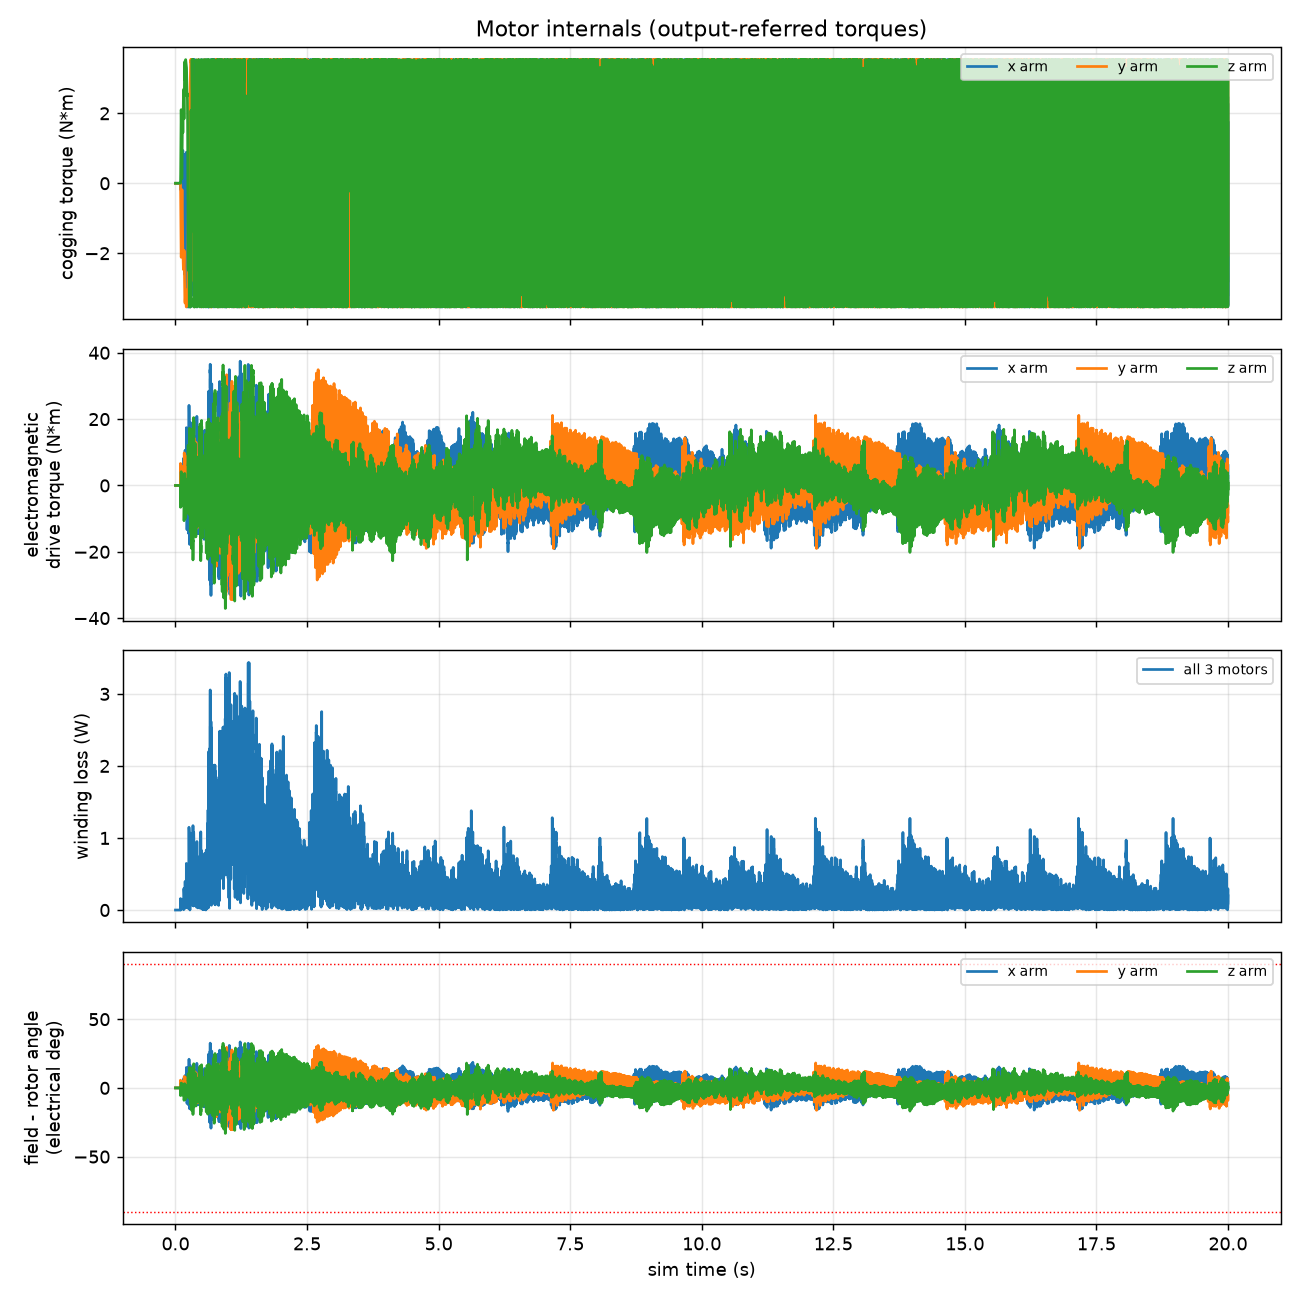 Motor internals (output-referred torques)
cogging torque (N*m)
2
0
−2
x arm y arm z arm
electromagnetic
drive torque (N*m)
40
20
0
−20
−40
x arm y arm z arm
winding loss (W)
3
2
1
0
all 3 motors
field - rotor angle
(electrical deg)
50
0
−50
x arm y arm z arm
0.0 2.5 5.0 7.5 10.0 12.5 15.0 17.5 20.0
sim time (s)